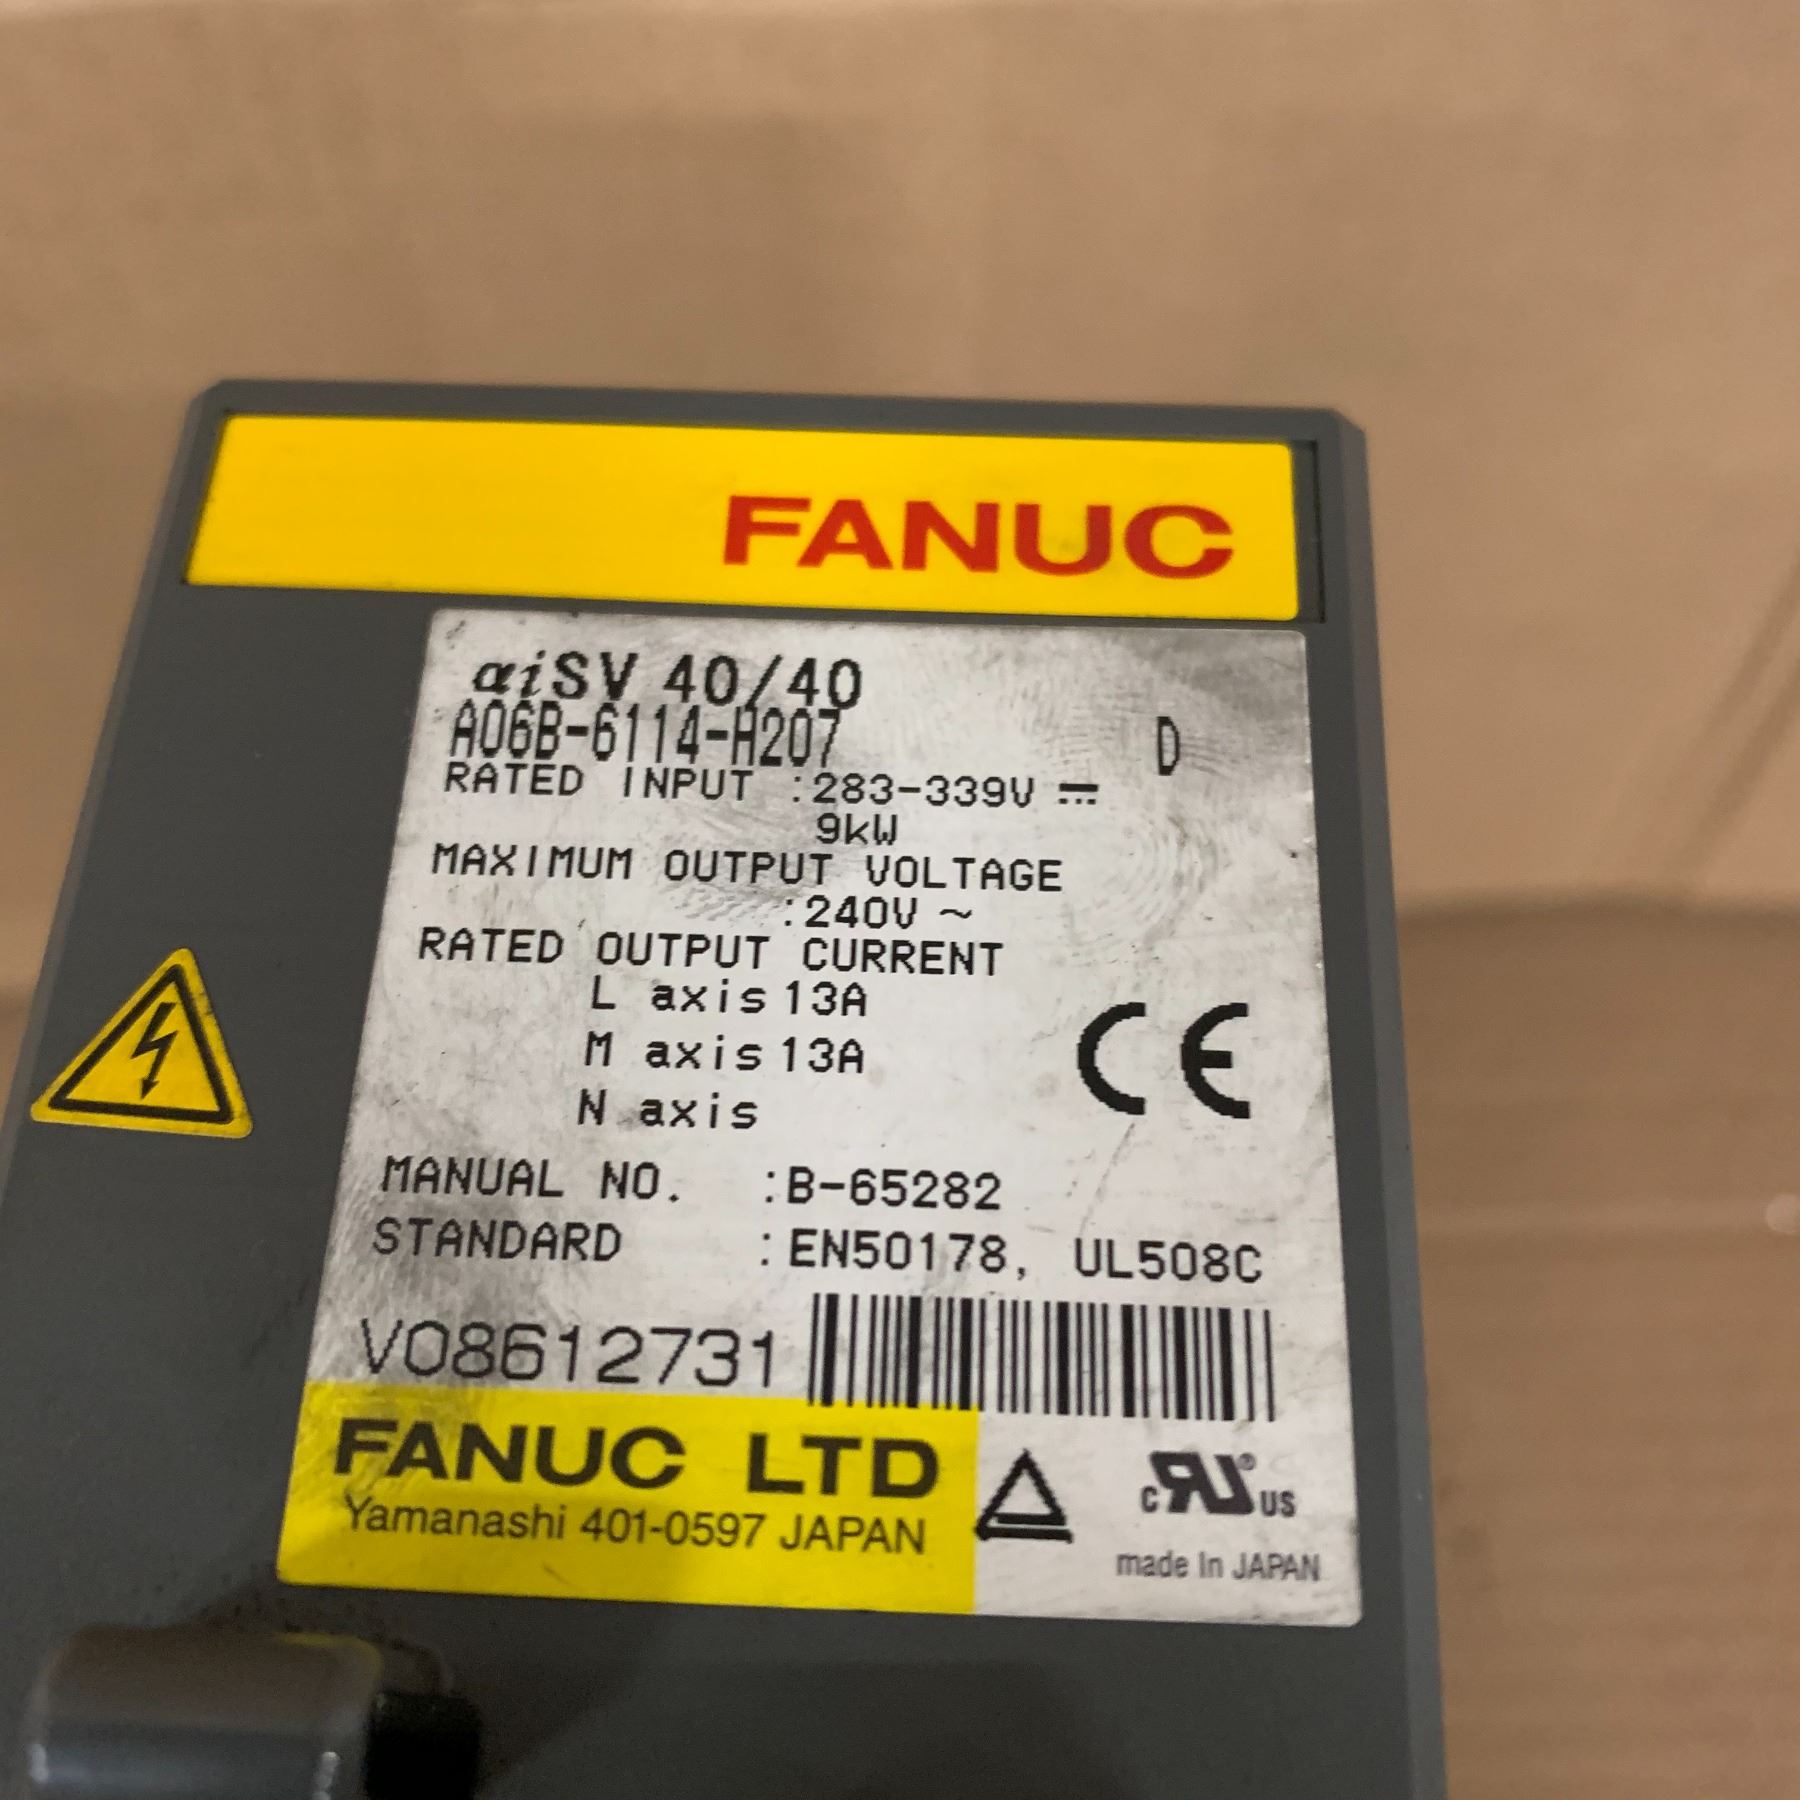 FANUC
αiSV 40/40
A06B-6114-H207 D
RATED INPUT :283-339V ⎓
9kW
MAXIMUM OUTPUT VOLTAGE
:240V ~
RATED OUTPUT CURRENT
L axis 13A
M axis 13A
N axis
CE
MANUAL NO. :B-65282
STANDARD :EN50178, UL508C
V08612731
FANUC LTD
Yamanashi 401-0597 JAPAN
c RU® US
made In JAPAN